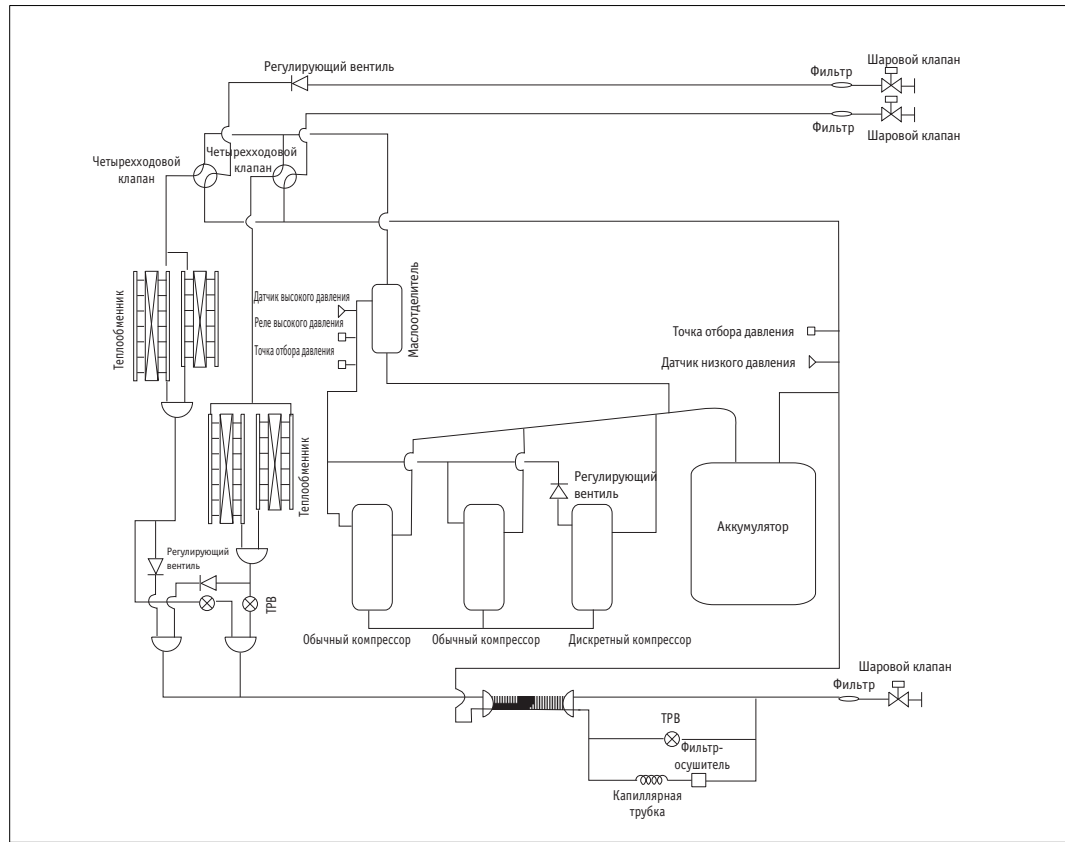 Шаровой клапан
Регулирующий вентиль
Фильтр
Фильтр
Шаровой клапан
Четырехходовой
клапан
Четырехходовой
клапан
Теплообменник
Датчик высокого давления
Реле высокого давления
Точка отбора давления
Маслоотделитель
Точка отбора давления
Датчик низкого давления
Теплообменник
Регулирующий
вентиль
Аккумулятор
Регулирующий
вентиль
ТРВ
Обычный компрессор
Обычный компрессор
Дискретный компрессор
Шаровой клапан
Фильтр
ТРВ
Фильтр-
осушитель
Капиллярная
трубка